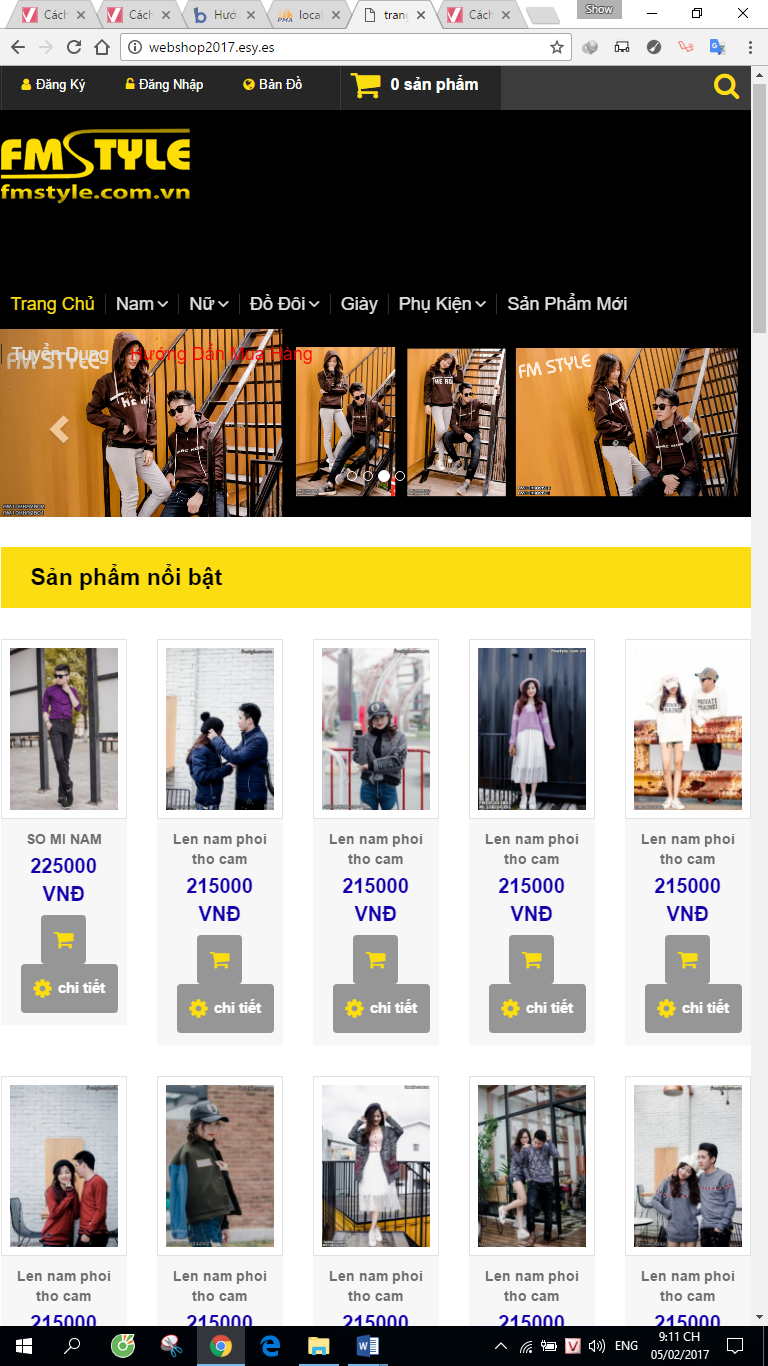 Cách
Cách
Hướ
PMA
loca
trang
Cách
Show
webshop2017.esy.es
Đăng Ký
Đăng Nhập
Bản Đồ
0 sản phẩm
FMSTYLE
fmstyle.com.vn
Trang Chủ
Nam
Nữ
Đồ Đôi
Giày
Phụ Kiện
Sản Phẩm Mới
Tuyển Dụng
Hướng Dẫn Mua Hàng
FM STYLE
FM STYLE
Sản phẩm nổi bật
SO MI NAM
225000
VNĐ
chi tiết
Len nam phoi
tho cam
215000
VNĐ
chi tiết
Len nam phoi
tho cam
215000
VNĐ
chi tiết
Len nam phoi
tho cam
215000
VNĐ
chi tiết
Len nam phoi
tho cam
215000
VNĐ
chi tiết
Len nam phoi
tho cam
215000
Len nam phoi
tho cam
215000
Len nam phoi
tho cam
215000
Len nam phoi
tho cam
215000
Len nam phoi
tho cam
215000
ENG
9:11 CH
05/02/2017